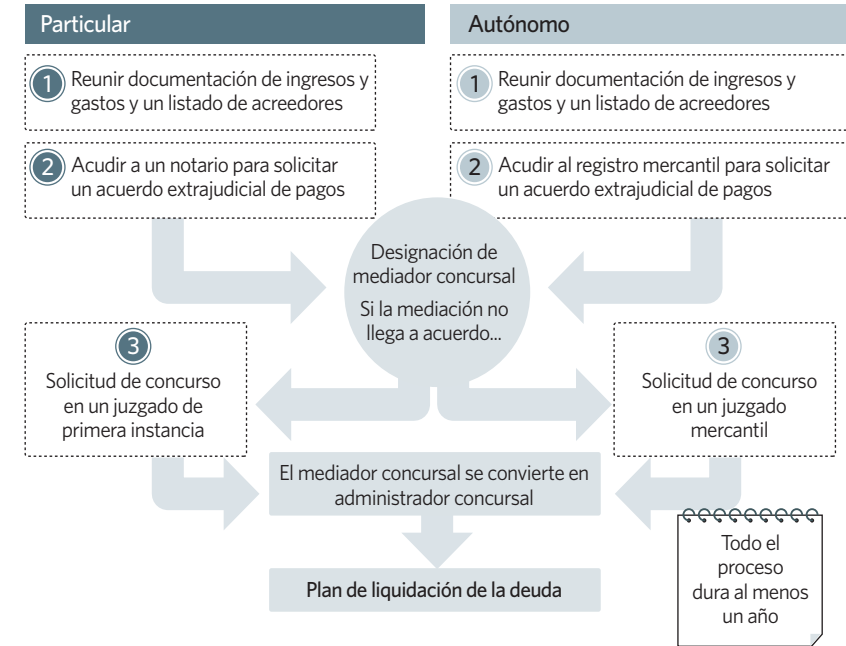 Particular
1
Reunir documentación de ingresos y
gastos y un listado de acreedores
2
Acudir a un notario para solicitar
un acuerdo extrajudicial de pagos
Autónomo
1
Reunir documentación de ingresos y
gastos y un listado de acreedores
2
Acudir al registro mercantil para solicitar
un acuerdo extrajudicial de pagos
Designación de
mediador concursal
Si la mediación no
llega a acuerdo...
3
Solicitud de concurso
en un juzgado de
primera instancia
3
Solicitud de concurso
en un juzgado
mercantil
El mediador concursal se convierte en
administrador concursal
Plan de liquidación de la deuda
Todo el
proceso
dura al menos
un año